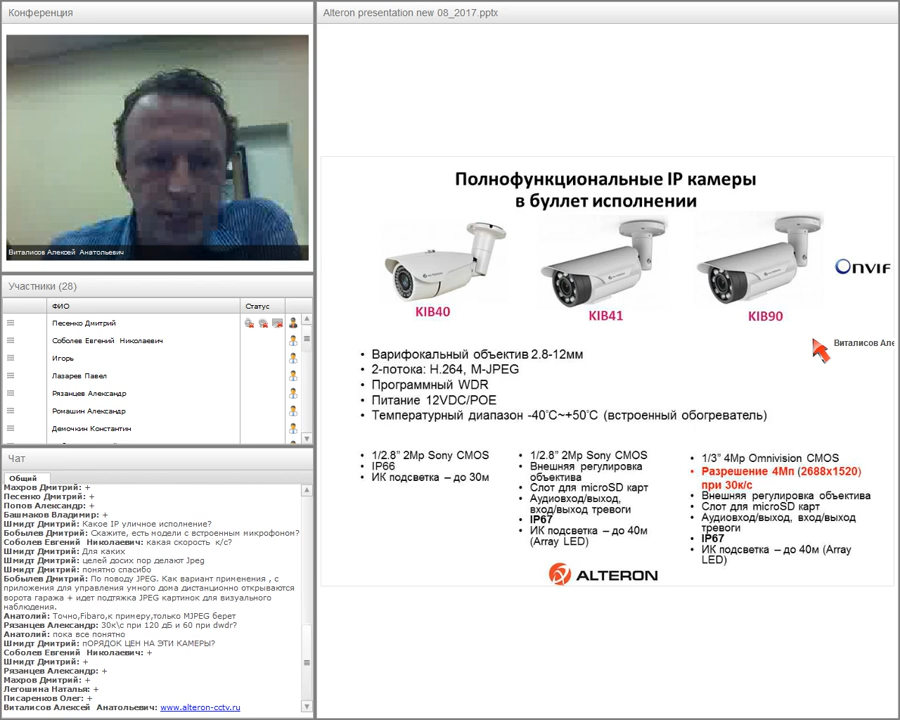 Конференция
Виталисов Алексей Анатольевич
Участники (28)
ФИО
Статус
Песенко Дмитрий
Соболев Евгений Николаевич
Игорь
Лазарев Павел
Рязанцев Александр
Ромашин Александр
Демочкин Константин
Чат
Общий
Махров Дмитрий: +
Песенко Дмитрий: +
Попов Александр: +
Башмаков Владимир: +
Шмидт Дмитрий: Какое IP уличное исполнение?
Бобылев Дмитрий: Скажите, есть модели с встроенным микрофоном?
Соболев Евгений Николаевич: какая скорость к/с?
Шмидт Дмитрий: Для каких
Шмидт Дмитрий: целей досих пор делают Jpeg
Шмидт Дмитрий: понятно спасибо
Бобылев Дмитрий: По поводу JPEG. Как вариант применения , с
приложения для управления умного дома дистанционно открываются
ворота гаража + идет подтяжка JPEG картинок для визуального
наблюдения.
Анатолий: Точно,Fibaro,к примеру,только MJPEG берет
Рязанцев Александр: 30к\с при 120 дБ и 60 при dwdr?
Анатолий: пока все понятно
Шмидт Дмитрий: пОРЯДОК ЦЕН НА ЭТИ КАМЕРЫ?
Соболев Евгений Николаевич: +
Шмидт Дмитрий: +
Рязанцев Александр: +
Махров Дмитрий: +
Легошина Наталья: +
Писаренков Олег: +
Виталисов Алексей Анатольевич: www.alteron-cctv.ru
Alteron presentation new 08_2017.pptx
Полнофункциональные IP камеры
в буллет исполнении
KIB40
KIB41
KIB90
Onvif
Виталисов Але
• Варифокальный объектив 2.8-12мм
• 2-потока: H.264, M-JPEG
• Программный WDR
• Питание 12VDC/POE
• Температурный диапазон -40˚C~+50˚C (встроенный обогреватель)
• 1/2.8” 2Mp Sony CMOS
• IP66
• ИК подсветка – до 30м
• 1/2.8” 2Mp Sony CMOS
• Внешняя регулировка
объектива
• Слот для microSD карт
• Аудиовход/выход,
вход/выход тревоги
• IP67
• ИК подсветка – до 40м
(Array LED)
• 1/3” 4Mp Omnivision CMOS
• Разрешение 4Мп (2688x1520)
при 30к/с
• Внешняя регулировка объектива
• Слот для microSD карт
• Аудиовход/выход, вход/выход
тревоги
• IP67
• ИК подсветка – до 40м (Array
LED)
ALTERON